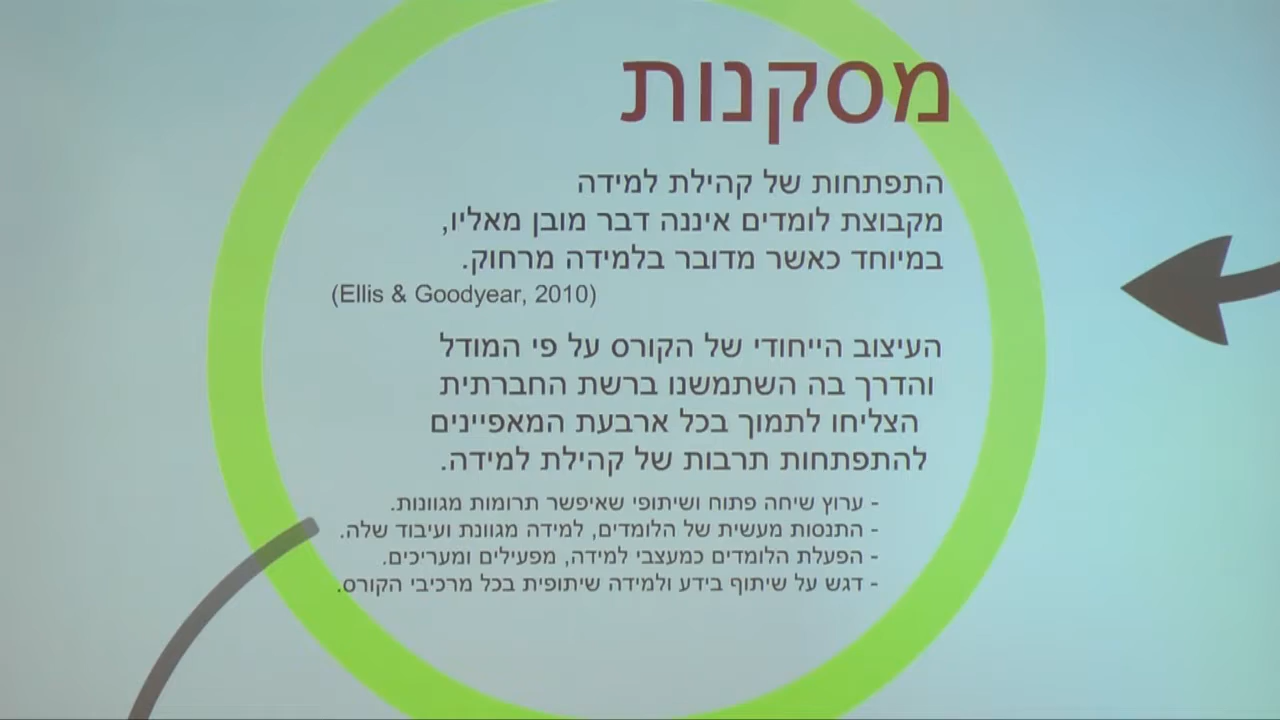 מסקנות
התפתחות של קהילת למידה
מקבוצת לומדים איננה דבר מובן מאליו,
במיוחד כאשר מדובר בלמידה מרחוק.
(Ellis & Goodyear, 2010)
העיצוב הייחודי של הקורס על פי המודל
והדרך בה השתמשנו ברשת החברתית
הצליחו לתמוך בכל ארבעת המאפיינים
להתפתחות תרבות של קהילת למידה.
- ערוץ שיחה פתוח ושיתופי שאיפשר תרומות מגוונות.
- התנסות מעשית של הלומדים, למידה מגוונת ועיבוד שלה.
- הפעלת הלומדים כמעצבי למידה, מפעילים ומעריכים.
- דגש על שיתוף בידע ולמידה שיתופית בכל מרכיבי הקורס.